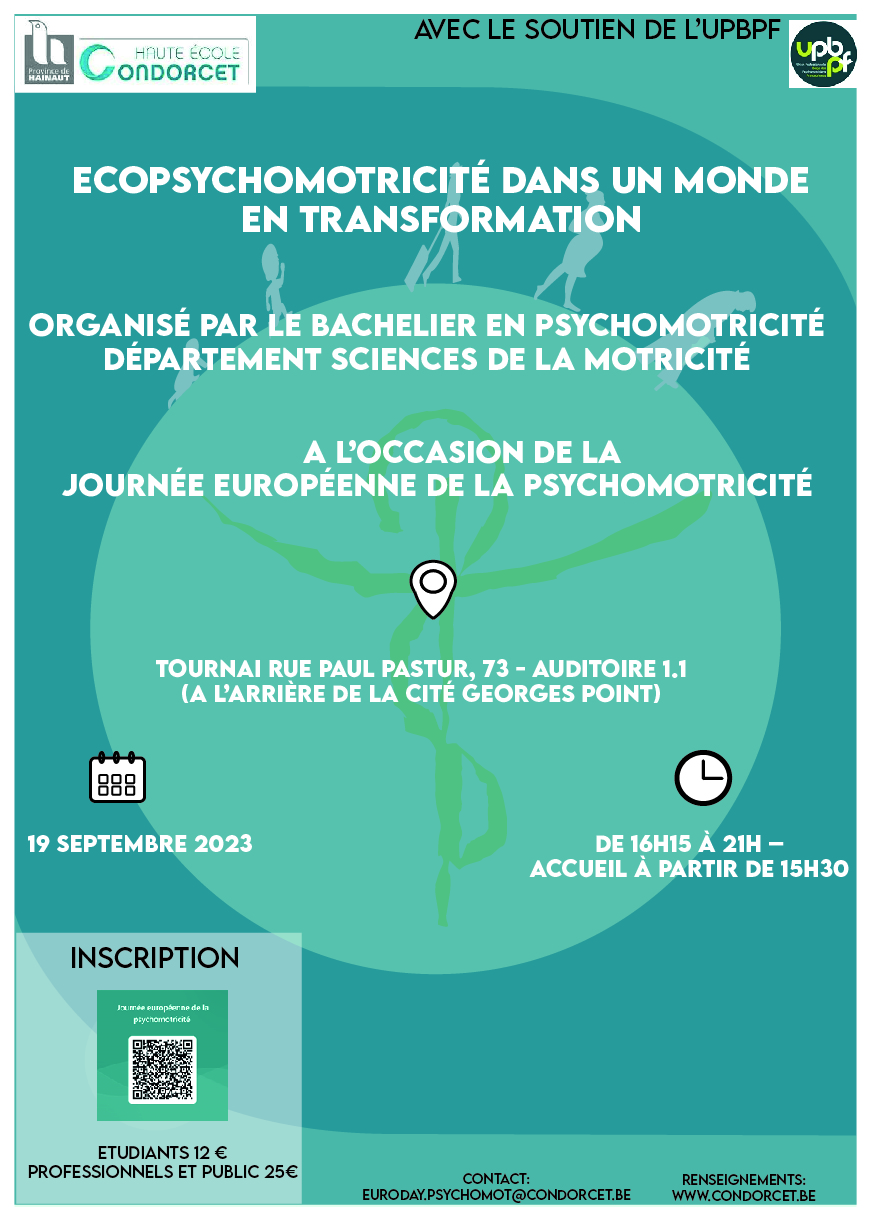 AVEC LE SOUTIEN DE L'UPBPF
Province de
HAINAUT
HAUTE ÉCOLE
CONDORCET
upb
pf
ECOPSYCHOMOTRICITÉ DANS UN MONDE
EN TRANSFORMATION
ORGANISÉ PAR LE BACHELIER EN PSYCHOMOTRICITÉ
DÉPARTEMENT SCIENCES DE LA MOTRICITÉ
A L'OCCASION DE LA
JOURNÉE EUROPÉENNE DE LA PSYCHOMOTRICITÉ
TOURNAI RUE PAUL PASTUR, 73 - AUDITOIRE 1.1
(A L'ARRIÈRE DE LA CITÉ GEORGES POINT)
19 SEPTEMBRE 2023
DE 16H15 À 21H –
ACCUEIL À PARTIR DE 15H30
INSCRIPTION
Journée européenne de la
psychomotricité
ETUDIANTS 12 €
PROFESSIONNELS ET PUBLIC 25€
CONTACT:
EURODAY.PSYCHOMOT@CONDORCET.BE
RENSEIGNEMENTS:
WWW.CONDORCET.BE